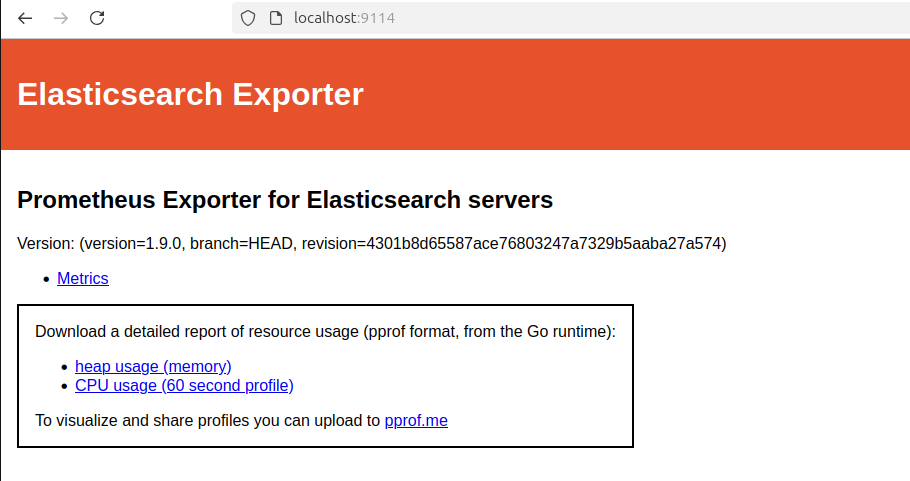 localhost:9114
Elasticsearch Exporter
Prometheus Exporter for Elasticsearch servers
Version: (version=1.9.0, branch=HEAD, revision=4301b8d65587ace76803247a7329b5aaba27a574)
Metrics
Download a detailed report of resource usage (pprof format, from the Go runtime):
heap usage (memory)
CPU usage (60 second profile)
To visualize and share profiles you can upload to pprof.me